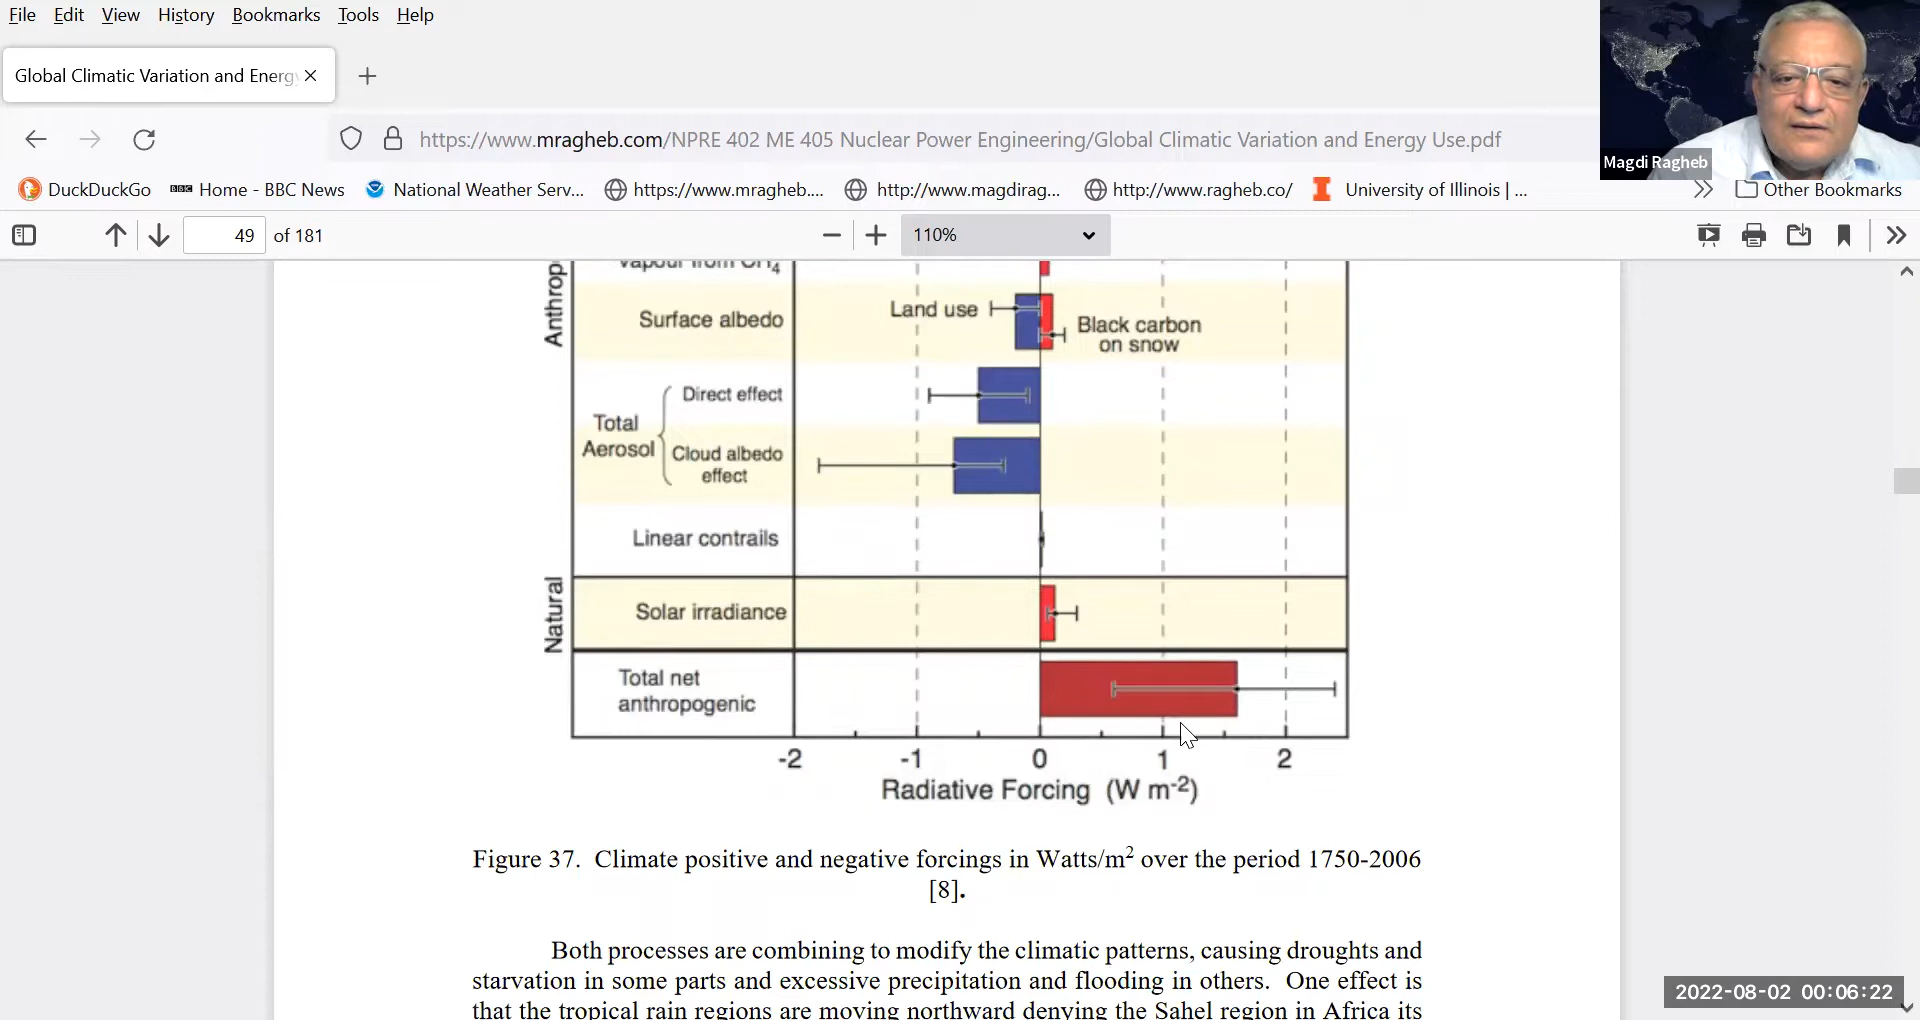 File Edit View History Bookmarks Tools Help
Global Climatic Variation and Energ
https://www.mragheb.com/NPRE 402 ME 405 Nuclear Power Engineering/Global Climatic Variation and Energy Use.pdf
Magdi Ragheb
DuckDuckGo BBC Home - BBC News National Weather Serv... https://www.mragheb.... http://www.magdirag... http://www.ragheb.co/ University of Illinois | ... Other Bookmarks
49 of 181 110%
vapour from CH4
Anthrop
Surface albedo
Land use
Black carbon
on snow
Total
Aerosol
Direct effect
Cloud albedo
effect
Linear contrails
Natural
Solar irradiance
Total net
anthropogenic
-2 -1 0 1 2
Radiative Forcing (W m-2)
Figure 37. Climate positive and negative forcings in Watts/m2 over the period 1750-2006
[8].
Both processes are combining to modify the climatic patterns, causing droughts and
starvation in some parts and excessive precipitation and flooding in others. One effect is
that the tropical rain regions are moving northward denying the Sahel region in Africa its
2022-08-02 00:06:22